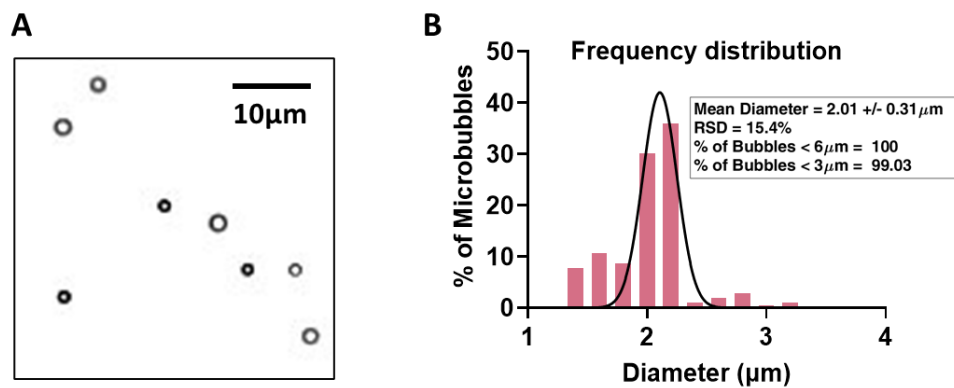 A
10µm
B
Frequency distribution
50
40
30
20
10
0
% of Microbubbles
Mean Diameter = 2.01 +/- 0.31µm
RSD = 15.4%
% of Bubbles < 6µm = 100
% of Bubbles < 3µm = 99.03
1
2
3
4
Diameter (µm)